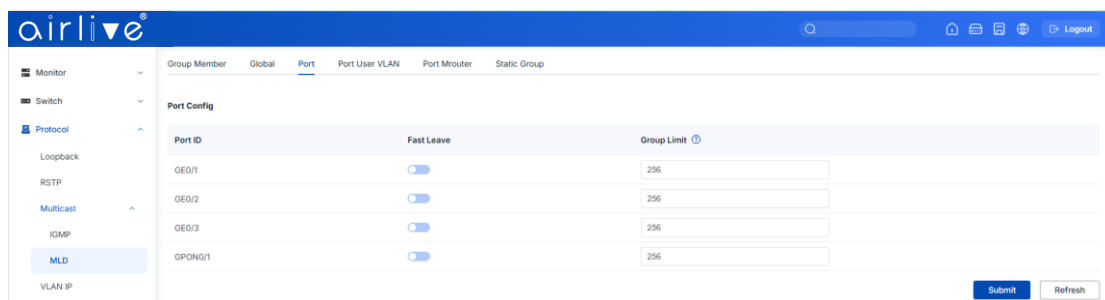 airlive®
Logout
Monitor
Switch
Protocol
Loopback
RSTP
Multicast
IGMP
MLD
VLAN IP
Group Member Global Port Port User VLAN Port Mrouter Static Group
Port Config
Port ID Fast Leave Group Limit ?
GE0/1 256
GE0/2 256
GE0/3 256
GPON0/1 256
Submit Refresh